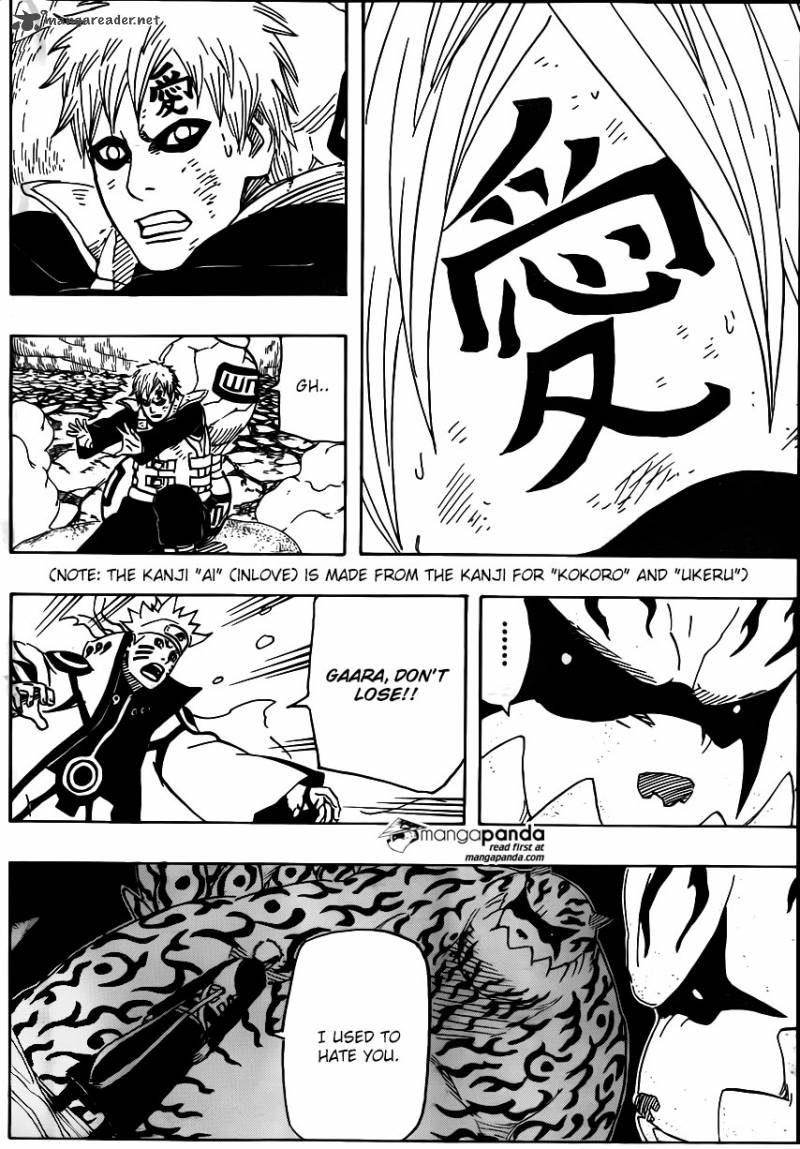 mangareader.net
愛
愛
GH..
(NOTE: THE KANJI "AI" (INLOVE) IS MADE FROM THE KANJI FOR "KOKORO" AND "UKERU")
GAARA, DON'T
LOSE!!
........
mangapanda
read first at
mangapanda.com
I USED TO
HATE YOU.